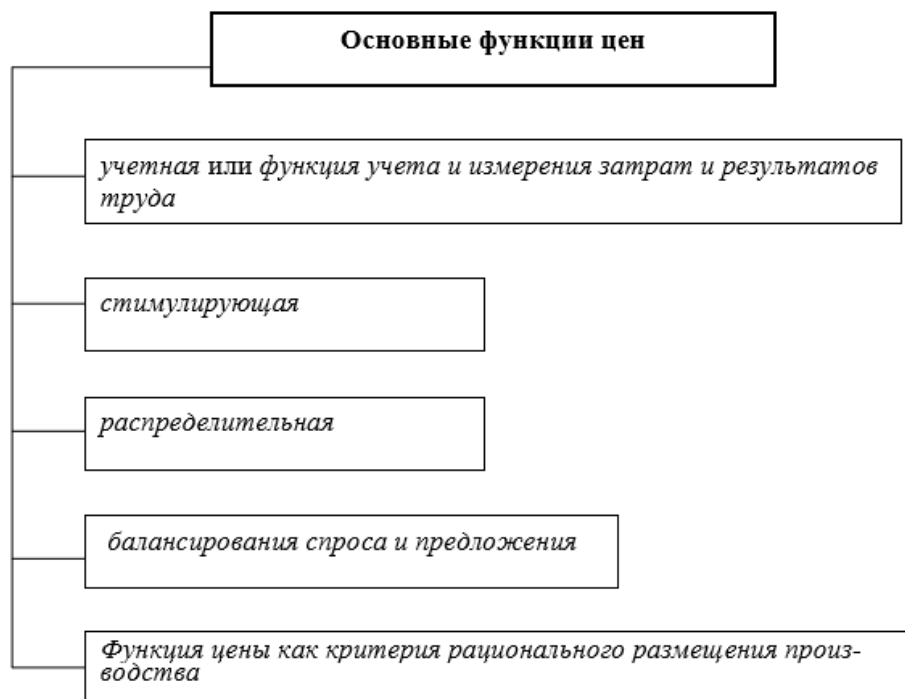 Основные функции цен
учетная или функция учета и измерения затрат и результатов
труда
стимулирующая
распределительная
балансирования спроса и предложения
Функция цены как критерия рационального размещения произ-
водства